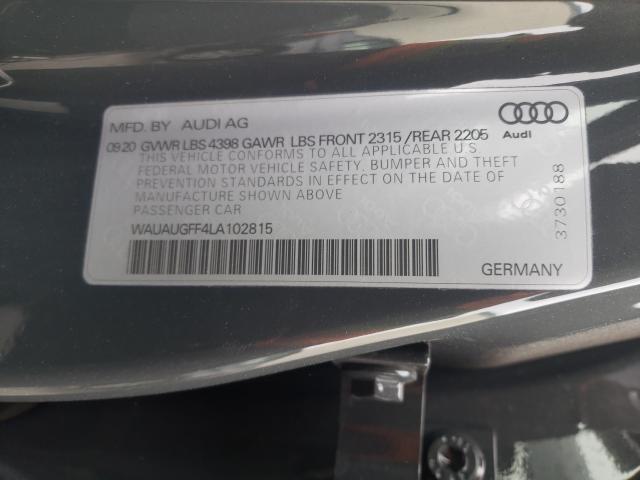 MFD. BY AUDI AG
09.20 GVWR LBS 4398 GAWR LBS FRONT 2315 /REAR 2205
THIS VEHICLE CONFORMS TO ALL APPLICABLE U.S
FEDERAL MOTOR VEHICLE SAFETY, BUMPER AND THEFT
PREVENTION STANDARDS IN EFFECT ON THE DATE OF
MANUFACTURE SHOWN ABOVE
PASSENGER CAR
WAUAUGFF4LA102815
Audi
3730188
GERMANY